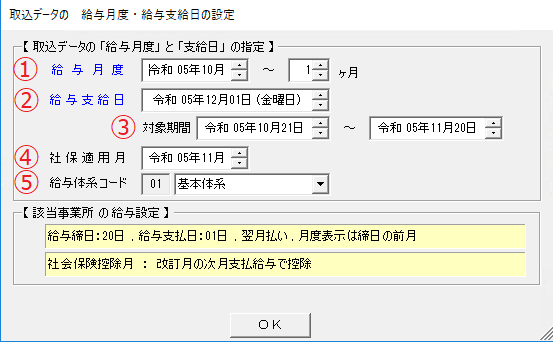 取込データの　給与月度・給与支給日の設定
【 取込データの「給与月度」と「支給日」の指定 】
① 給 与 月 度 令和 05年10月 ～ 1 ヶ月
② 給与支給日 令和 05年12月01日 (金曜日)
③ 対象期間 令和 05年10月21日 ～ 令和 05年11月20日
④ 社保適用月 令和 05年11月
⑤ 給与体系コード 01 基本体系
【 該当事業所 の 給与設定 】
給与締日：20日 , 給与支払日：01日 , 翌月払い , 月度表示は締日の前月
社会保険控除月 ： 改訂月の次月支払給与で控除
ＯＫ